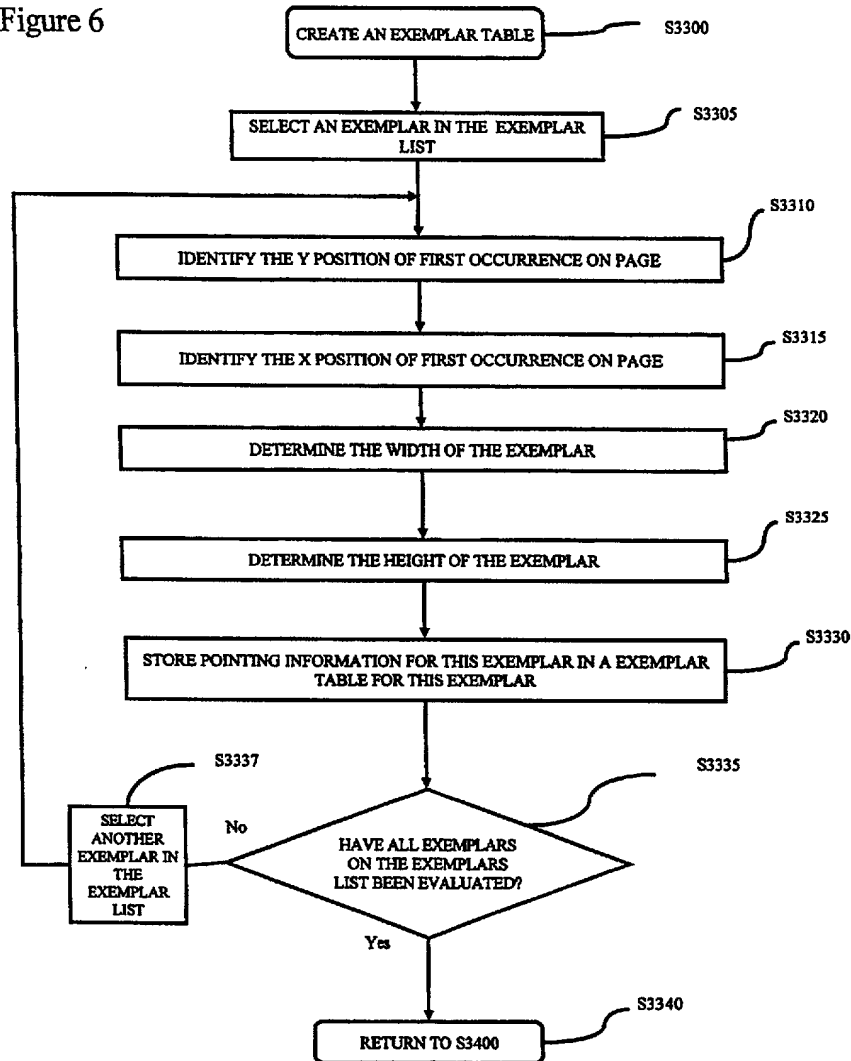 Figure 6
CREATE AN EXEMPLAR TABLE
S3300
SELECT AN EXEMPLAR IN THE EXEMPLAR
LIST
S3305
S3310
IDENTIFY THE Y POSITION OF FIRST OCCURRENCE ON PAGE
S3315
IDENTIFY THE X POSITION OF FIRST OCCURRENCE ON PAGE
S3320
DETERMINE THE WIDTH OF THE EXEMPLAR
S3325
DETERMINE THE HEIGHT OF THE EXEMPLAR
S3330
STORE POINTING INFORMATION FOR THIS EXEMPLAR IN A EXEMPLAR
TABLE FOR THIS EXEMPLAR
S3337
S3335
SELECT
ANOTHER
EXEMPLAR IN
THE
EXEMPLAR
LIST
No
HAVE ALL EXEMPLARS
ON THE EXEMPLARS
LIST BEEN EVALUATED?
Yes
S3340
RETURN TO S3400